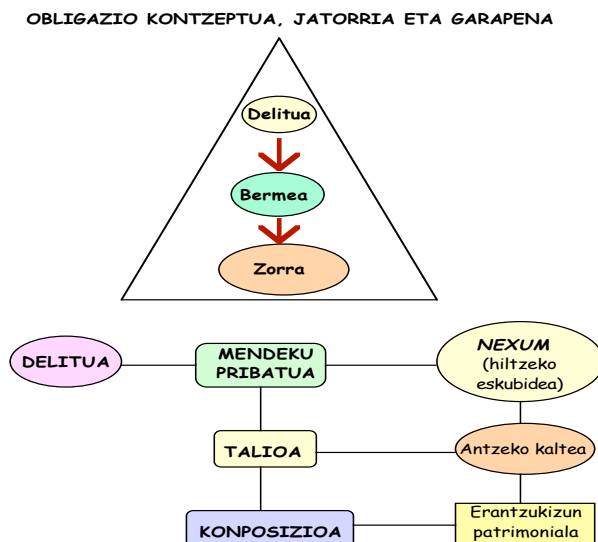 OBLIGAZIO KONTZEPTUA, JATORRIA ETA GARAPENA
Delitua
Bermea
Zorra
DELITUA
MENDEKU
PRIBATUA
NEXUM
(hiltzeko
eskubidea)
TALIOA
Antzeko kaltea
KONPOSIZIOA
Erantzukizun
patrimoniala